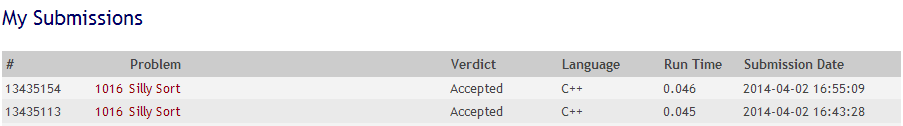 My Submissions
# Problem Verdict Language Run Time Submission Date
13435154 1016 Silly Sort Accepted C++ 0.046 2014-04-02 16:55:09
13435113 1016 Silly Sort Accepted C++ 0.045 2014-04-02 16:43:28